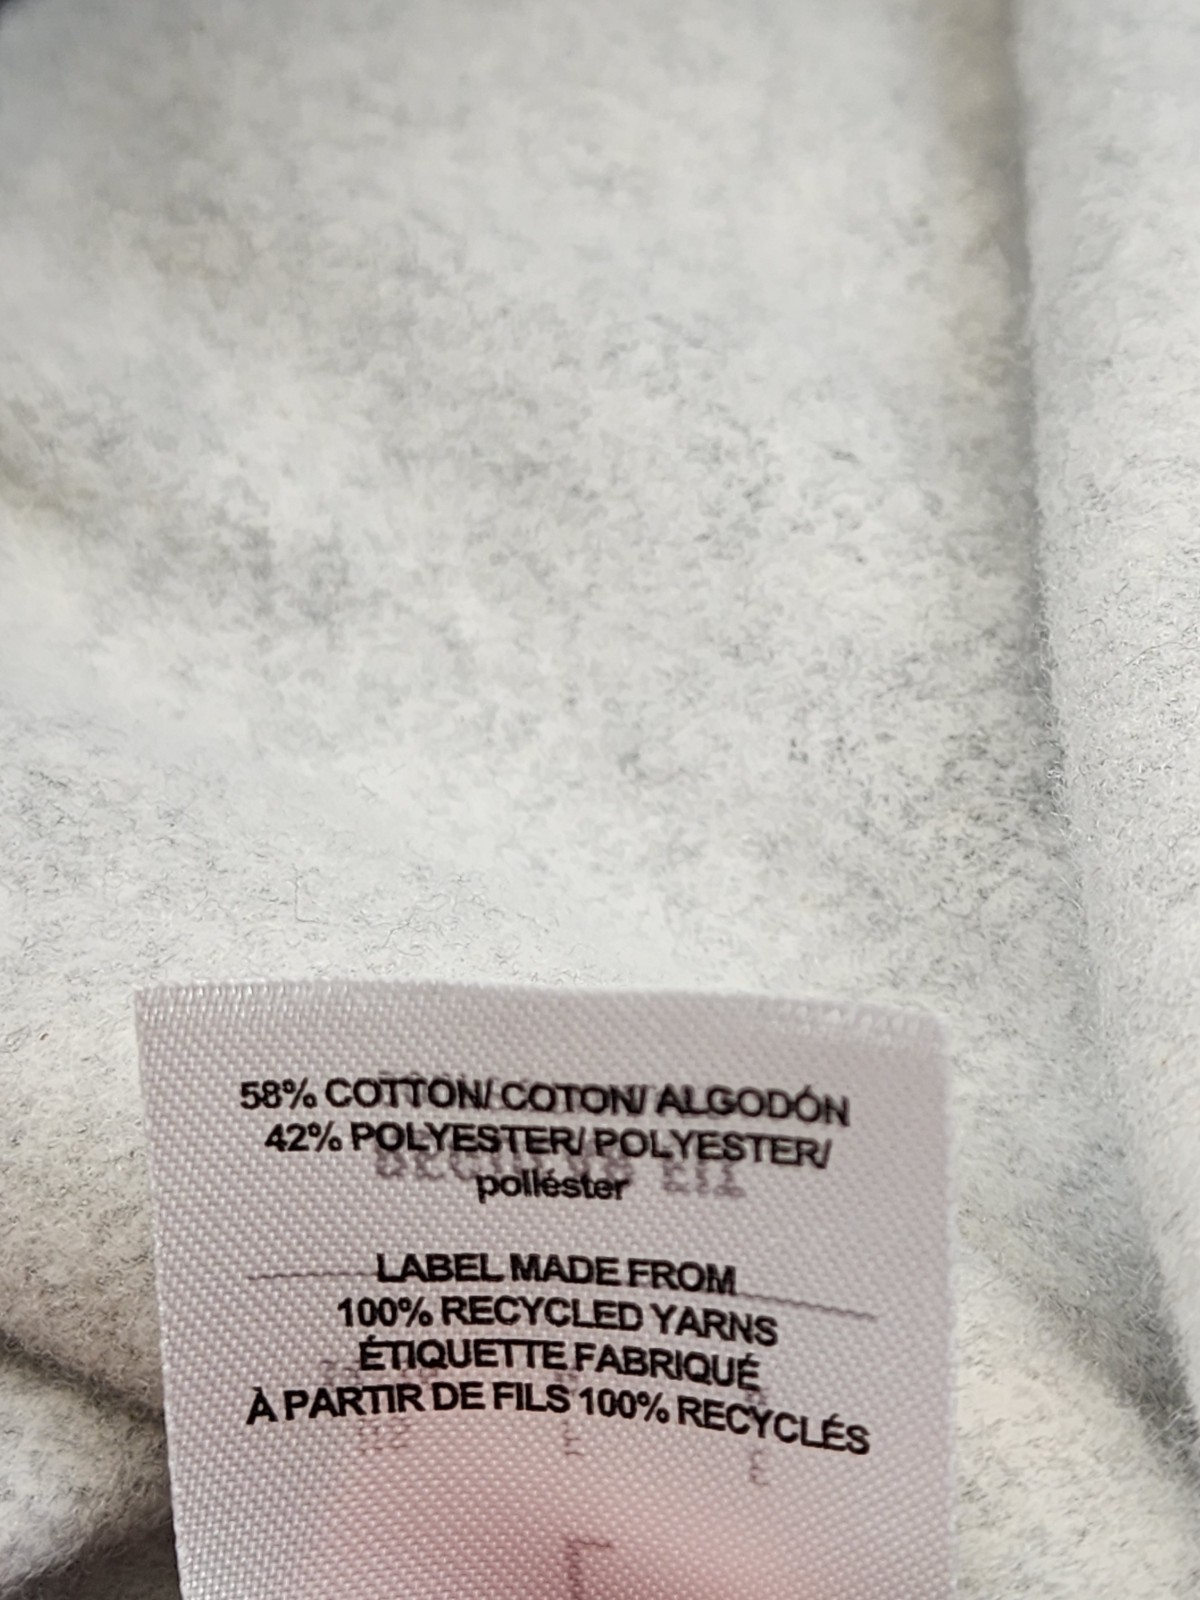 58% COTTON/ COTON/ ALGODÓN
42% POLYESTER/ POLYESTER/
poliéster
LABEL MADE FROM
100% RECYCLED YARNS
ÉTIQUETTE FABRIQUÉ
À PARTIR DE FILS 100% RECYCLÉS